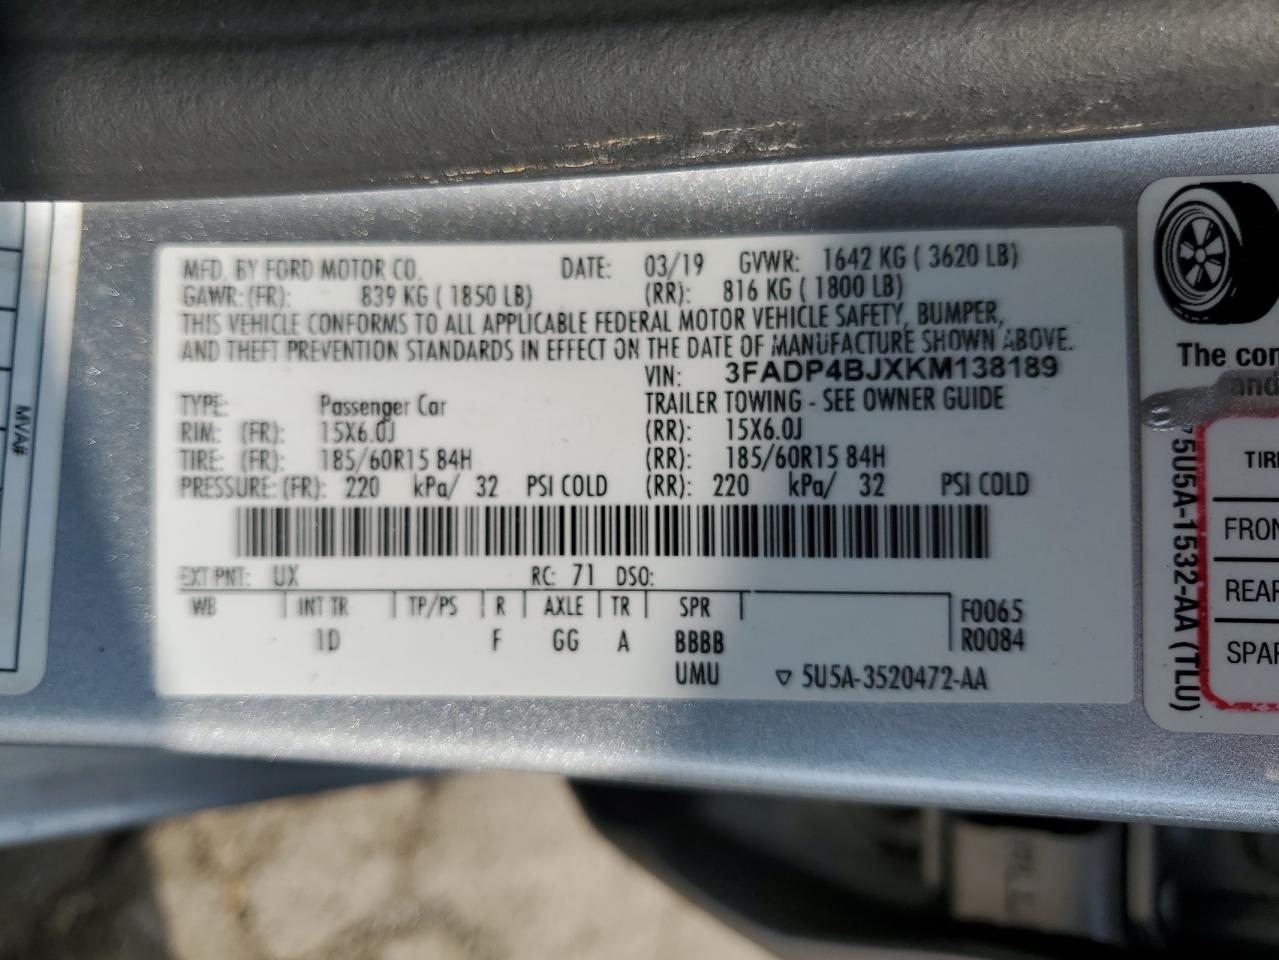 MFD. BY FORD MOTOR CO. DATE: 03/19 GVWR: 1642 KG ( 3620 LB)
GAWR: (FR): 839 KG ( 1850 LB) (RR): 816 KG ( 1800 LB)
THIS VEHICLE CONFORMS TO ALL APPLICABLE FEDERAL MOTOR VEHICLE SAFETY, BUMPER,
AND THEFT PREVENTION STANDARDS IN EFFECT ON THE DATE OF MANUFACTURE SHOWN ABOVE.
VIN: 3FADP4BJXKM138189
TYPE: Passenger Car TRAILER TOWING - SEE OWNER GUIDE
RIM: (FR): 15X6.0J (RR): 15X6.0J
TIRE: (FR): 185/60R15 84H (RR): 185/60R15 84H
PRESSURE: (FR): 220 kPa/ 32 PSI COLD (RR): 220 kPa/ 32 PSI COLD
EXT PNT: UX RC: 71 DSO:
WB INT TR TP/PS R AXLE TR SPR F0065
1D F GG A BBBB R0084
UMU ▽ 5U5A-3520472-AA
MVA#
The con
and
75U5A-1532-AA (TLU)
TIRE
FRON
REAR
SPAR